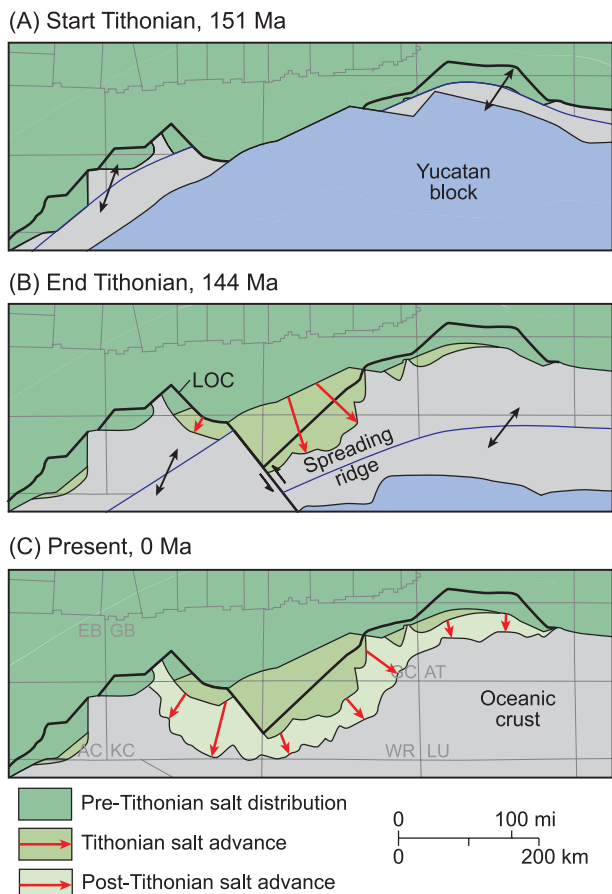 (A) Start Tithonian, 151 Ma
Yucatan
block
(B) End Tithonian, 144 Ma
LOC
Spreading
ridge
(C) Present, 0 Ma
EB GB
GC AT
Oceanic
crust
AC KC
WR LU
Pre-Tithonian salt distribution
Tithonian salt advance
Post-Tithonian salt advance
0 100 mi
0 200 km